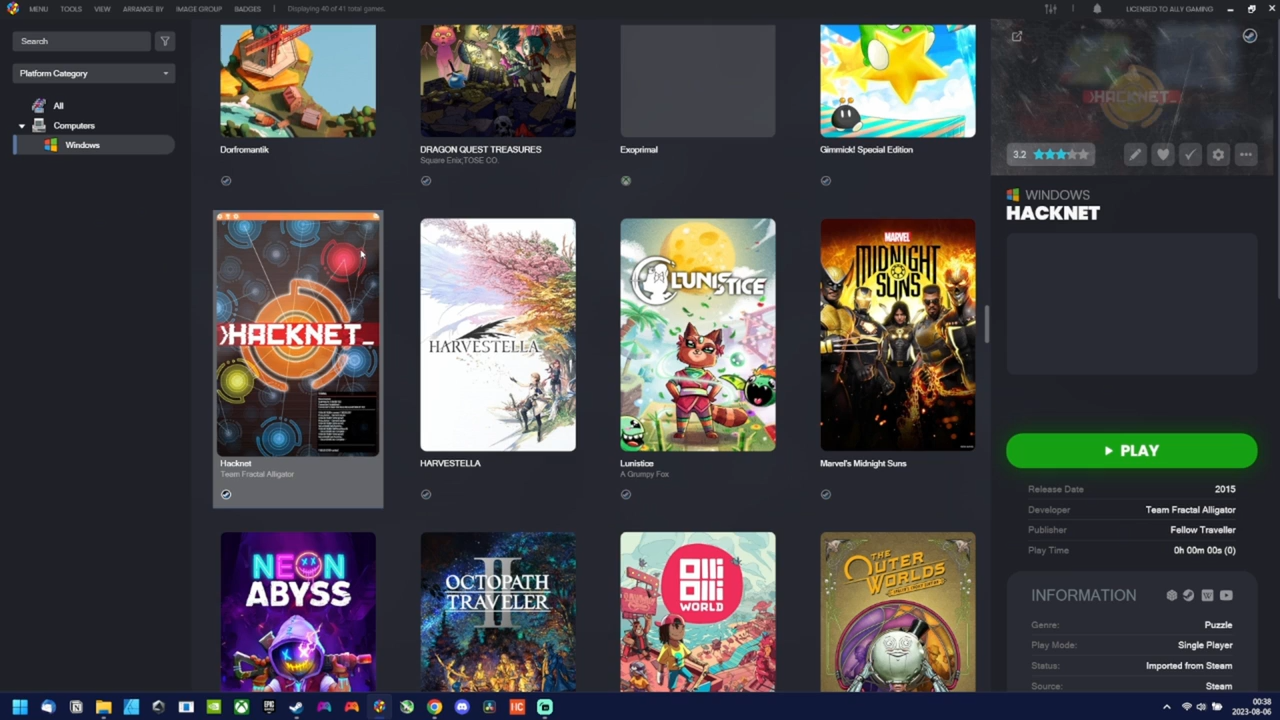 MENU TOOLS VIEW ARRANGE BY IMAGE GROUP BADGES Displaying 40 of 41 total games. LICENSED TO ALLY GAMING
Search
Platform Category
All
Computers
Windows
Dorfromantik
DRAGON QUEST TREASURES
Square Enix,TOSE CO.
Exoprimal
Gimmick! Special Edition
HACKNET_
Hacknet
Team Fractal Alligator
HARVESTELLA
HARVESTELLA
LUNISTICE
Lunistice
A Grumpy Fox
MARVEL
MIDNIGHT
SUNS
Marvel's Midnight Suns
NEON
ABYSS
OCTOPATH
TRAVELER
II
OlliOlli
WORLD
THE
OUTER
WORLDS
HACKNET_
3.2
WINDOWS
HACKNET
PLAY
Release Date 2015
Developer Team Fractal Alligator
Publisher Fellow Traveller
Play Time 0h 00m 00s (0)
INFORMATION
Genre: Puzzle
Play Mode: Single Player
Status: Imported from Steam
Source: Steam
EPIC
HC
00:38
2023-08-06